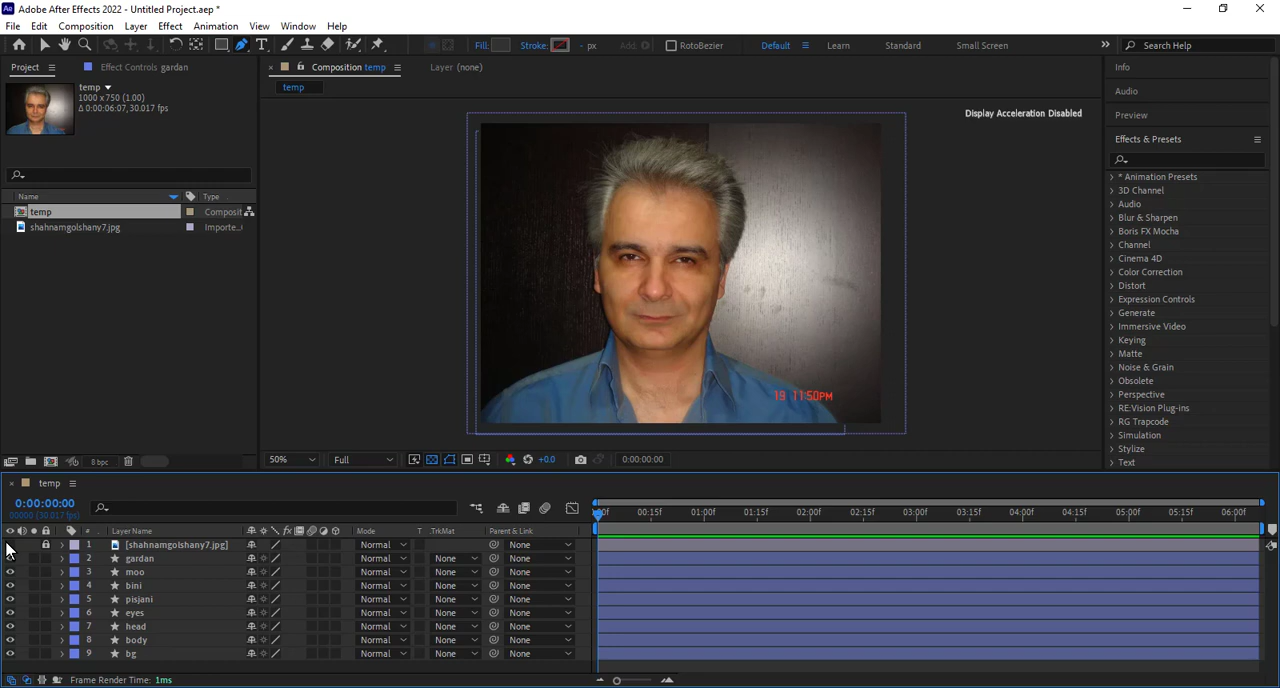 Adobe After Effects 2022 - Untitled Project.aep *
File Edit Composition Layer Effect Animation View Window Help
Fill: Stroke: - px Add: RotoBezier Default Learn Standard Small Screen Search Help
Project Effect Controls gardan
Composition temp Layer (none)
temp
temp
1000 x 750 (1.00)
Δ 0:00:06:07, 30.017 fps
Display Acceleration Disabled
19 11:50PM
Name Type
temp Composit
shahnamgolshany7.jpg Importe...
8 bpc
50% Full +0.0 0:00:00:00
Info
Audio
Preview
Effects & Presets
* Animation Presets
3D Channel
Audio
Blur & Sharpen
Boris FX Mocha
Channel
Cinema 4D
Color Correction
Distort
Expression Controls
Generate
Immersive Video
Keying
Matte
Noise & Grain
Obsolete
Perspective
RE:Vision Plug-ins
RG Trapcode
Simulation
Stylize
Text
temp
0:00:00:00
00000 (30.017 fps)
:00f 00:15f 01:00f 01:15f 02:00f 02:15f 03:00f 03:15f 04:00f 04:15f 05:00f 05:15f 06:00f
# Layer Name Mode T .TrkMat Parent & Link
1 [shahnamgolshany7.jpg] Normal None
2 gardan Normal None None
3 moo Normal None None
4 bini Normal None None
5 pisjani Normal None None
6 eyes Normal None None
7 head Normal None None
8 body Normal None None
9 bg Normal None None
Frame Render Time: 1ms